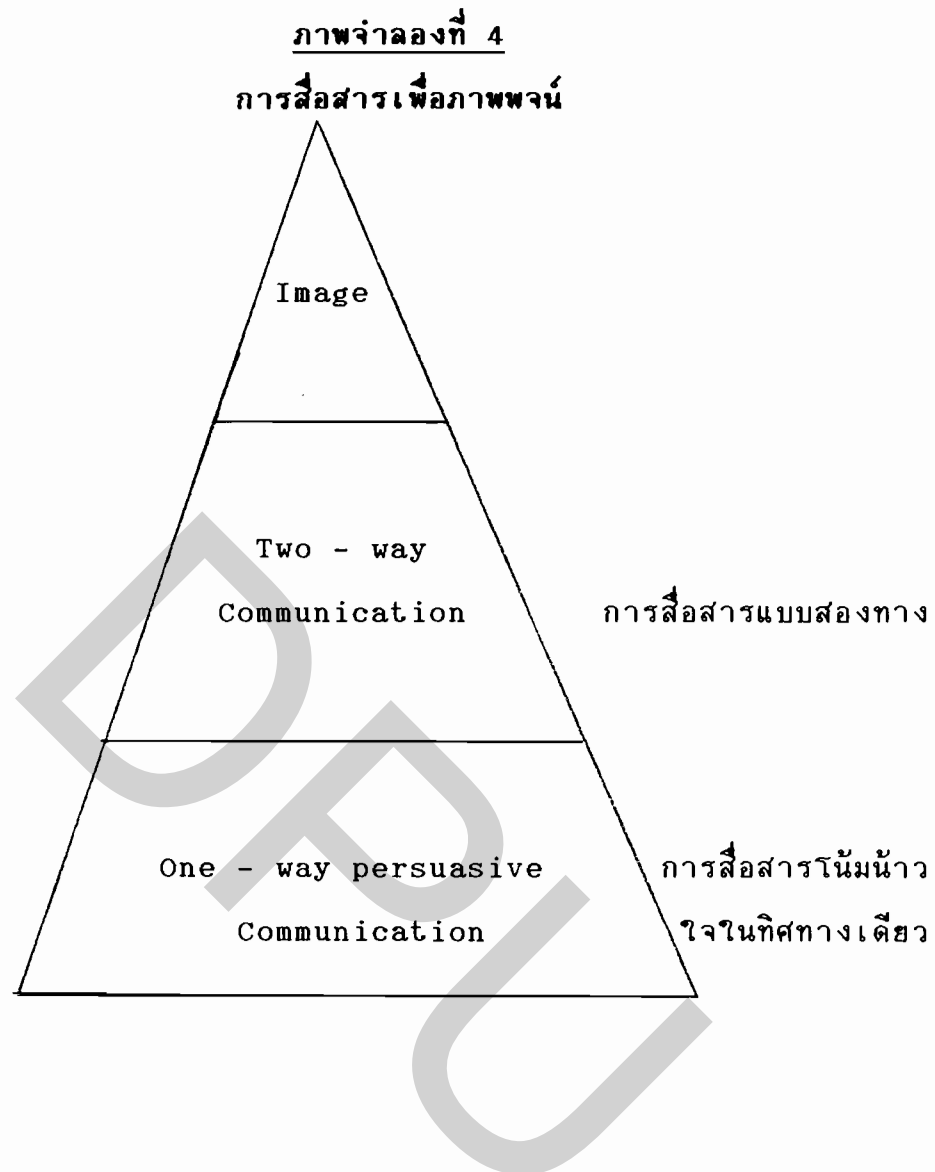 ภาพจำลองที่ 4
การสื่อสารเพื่อภาพพจน์
Image
Two - way
Communication การสื่อสารแบบสองทาง
One - way persuasive การสื่อสารโน้มน้าว
Communication ใจในทิศทางเดียว
DPU